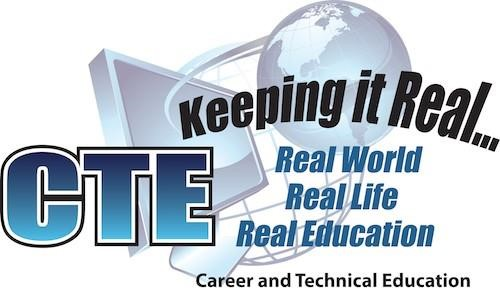 Keeping it Real...
CTE
Real World
Real Life
Real Education
Career and Technical Education